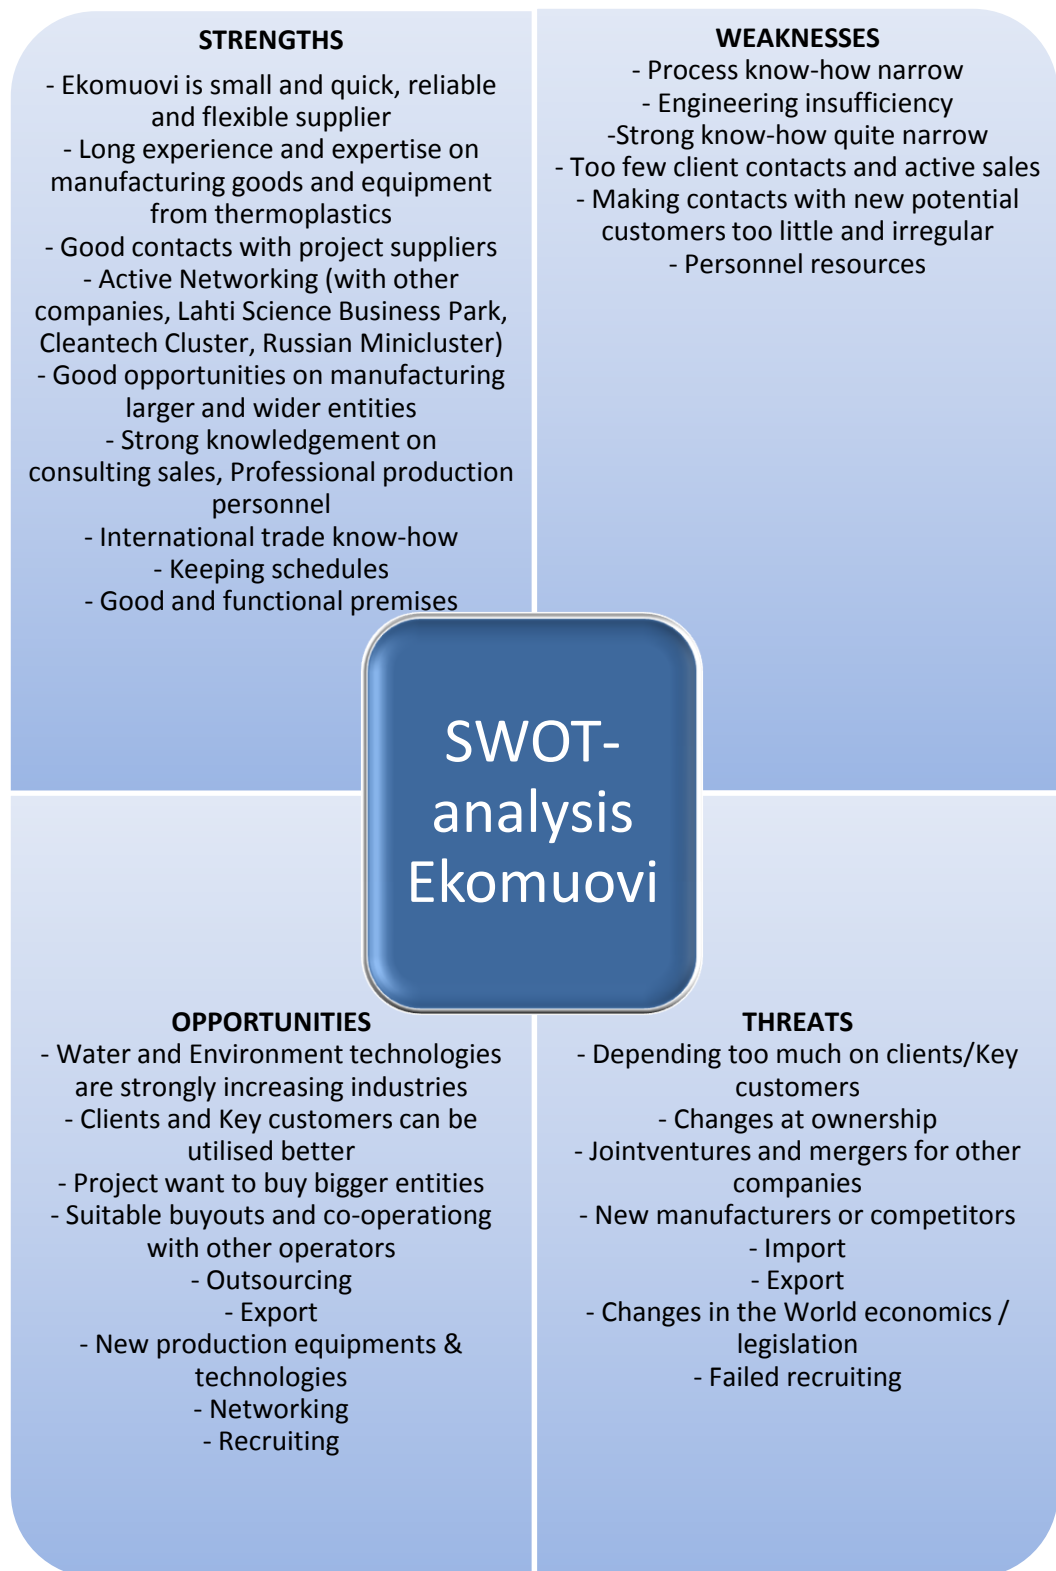 STRENGTHS
- Ekomuovi is small and quick, reliable
and flexible supplier
- Long experience and expertise on
manufacturing goods and equipment
from thermoplastics
- Good contacts with project suppliers
- Active Networking (with other
companies, Lahti Science Business Park,
Cleantech Cluster, Russian Minicluster)
- Good opportunities on manufacturing
larger and wider entities
- Strong knowledgement on
consulting sales, Professional production
personnel
- International trade know-how
- Keeping schedules
- Good and functional premises
WEAKNESSES
- Process know-how narrow
- Engineering insufficiency
-Strong know-how quite narrow
- Too few client contacts and active sales
- Making contacts with new potential
customers too little and irregular
- Personnel resources
SWOT-
analysis
Ekomuovi
OPPORTUNITIES
- Water and Environment technologies
are strongly increasing industries
- Clients and Key customers can be
utilised better
- Project want to buy bigger entities
- Suitable buyouts and co-operationg
with other operators
- Outsourcing
- Export
- New production equipments &
technologies
- Networking
- Recruiting
THREATS
- Depending too much on clients/Key
customers
- Changes at ownership
- Jointventures and mergers for other
companies
- New manufacturers or competitors
- Import
- Export
- Changes in the World economics /
legislation
- Failed recruiting